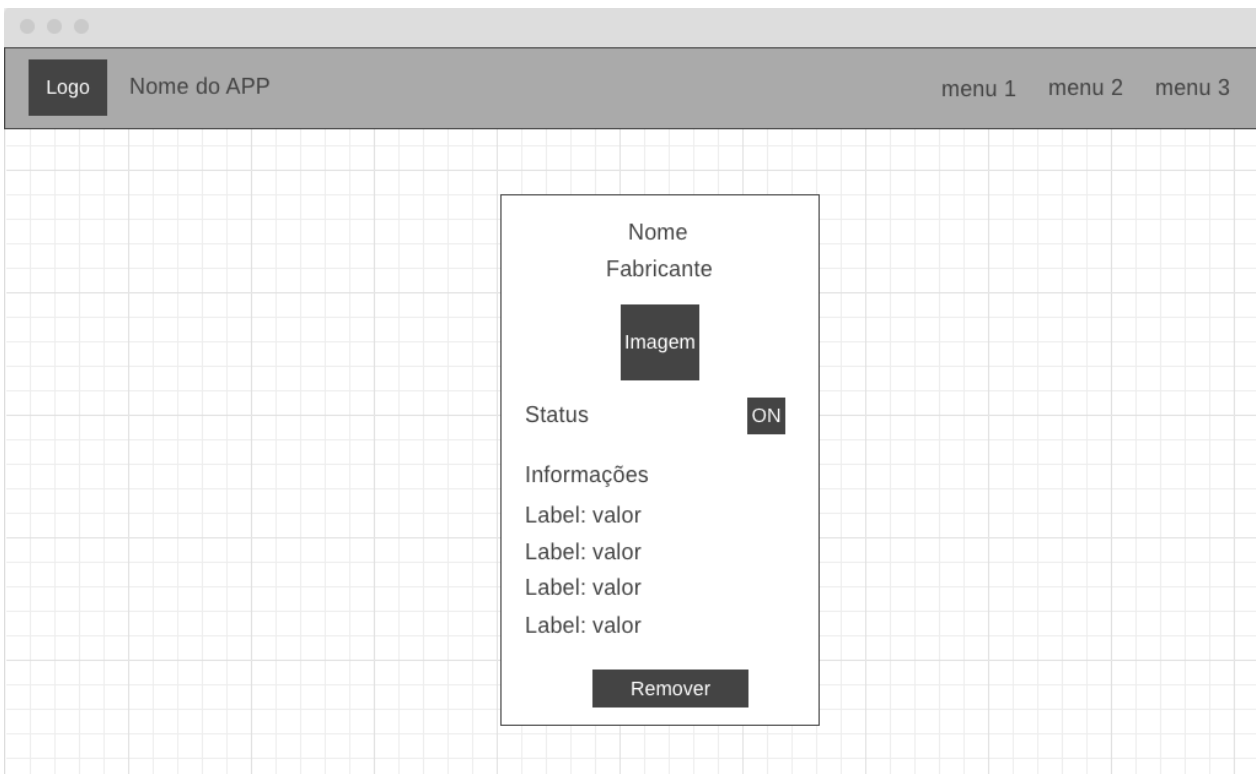 Logo Nome do APP menu 1 menu 2 menu 3
Nome
Fabricante
Imagem
Status ON
Informações
Label: valor
Label: valor
Label: valor
Label: valor
Remover